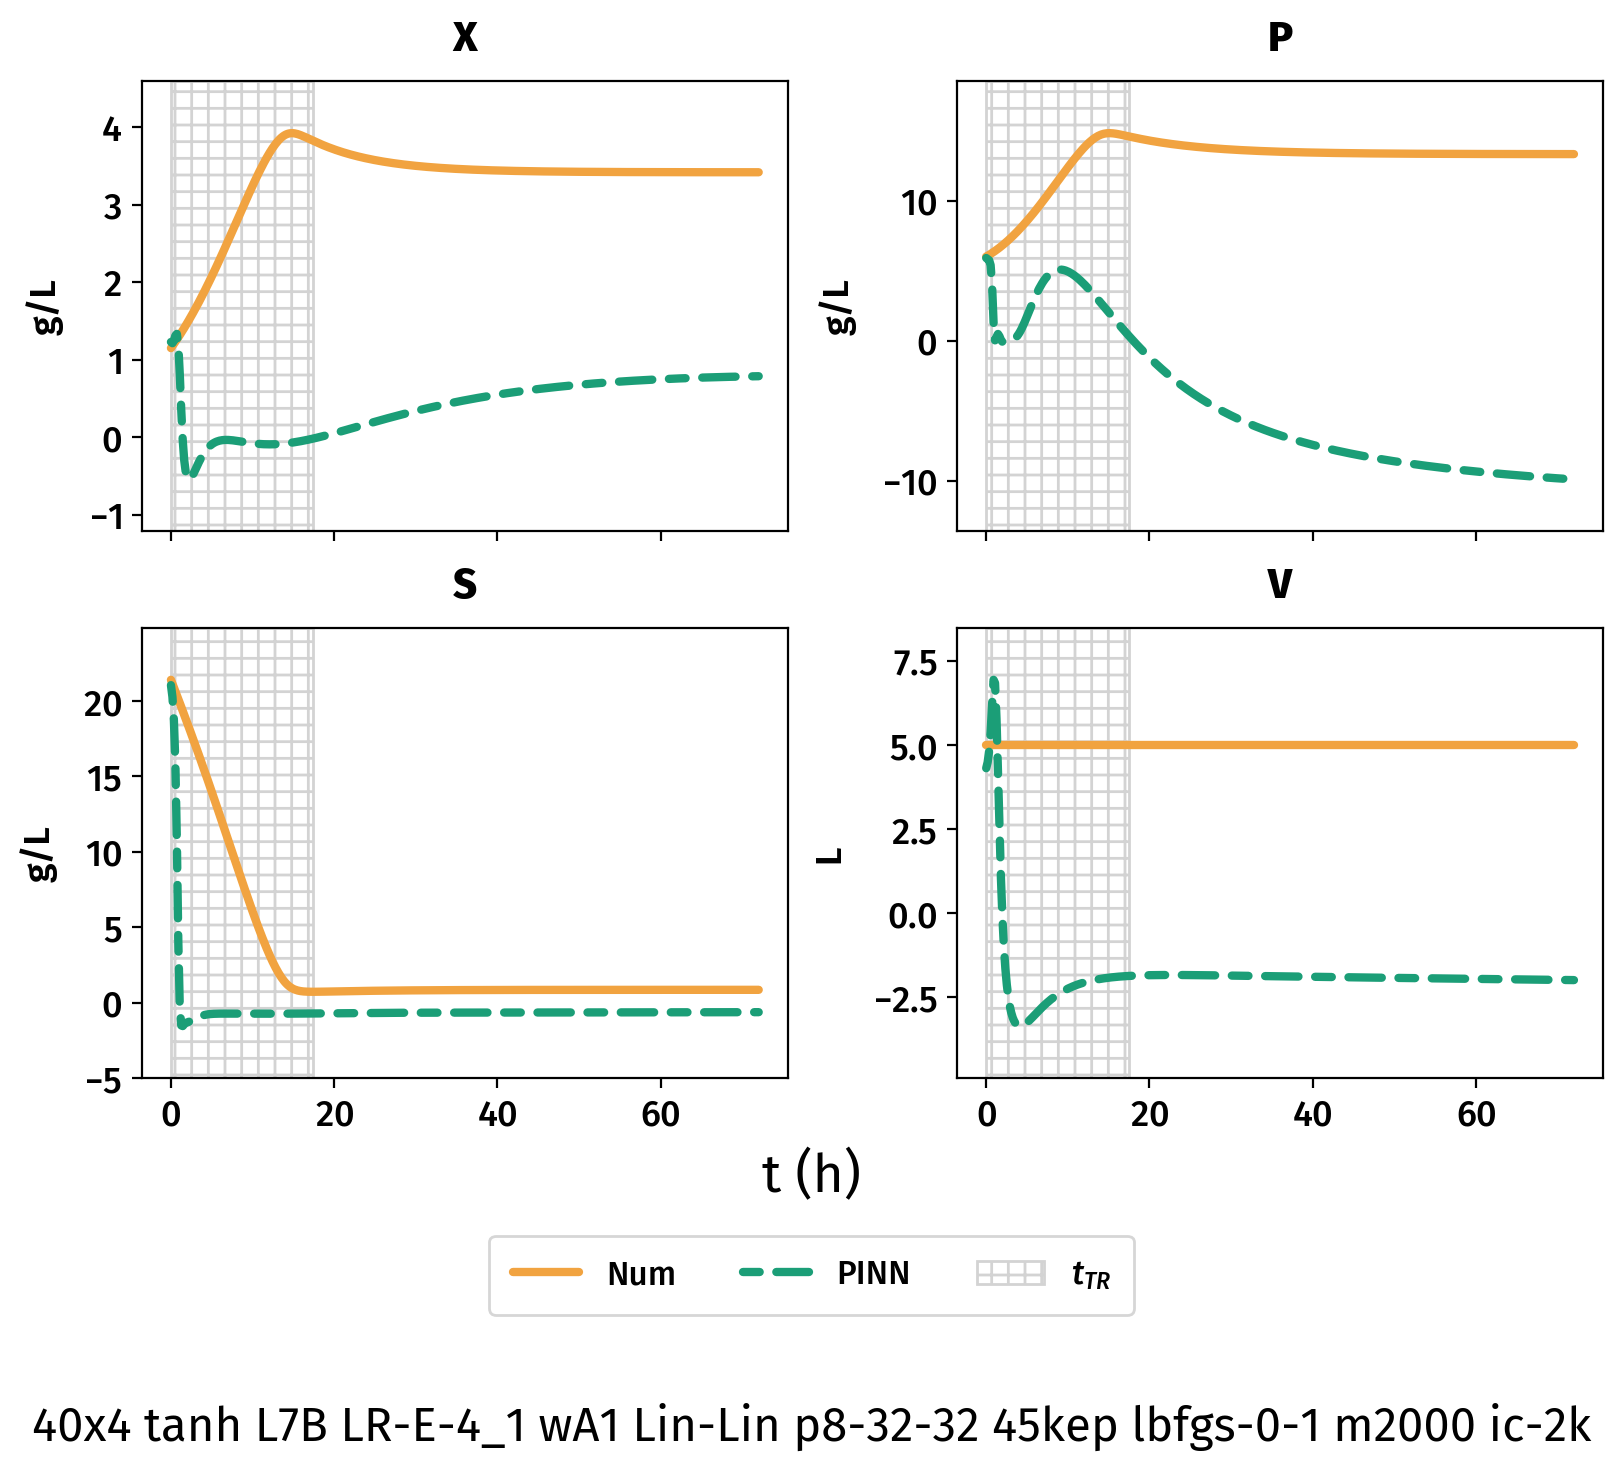 X
4
3
2
1
0
−1
g/L
P
10
0
−10
g/L
S
20
15
10
5
0
−5
g/L
0 20 40 60
V
7.5
5.0
2.5
0.0
−2.5
L
0 20 40 60
t (h)
Num PINN t_TR
40x4 tanh L7B LR-E-4_1 wA1 Lin-Lin p8-32-32 45kep lbfgs-0-1 m2000 ic-2k